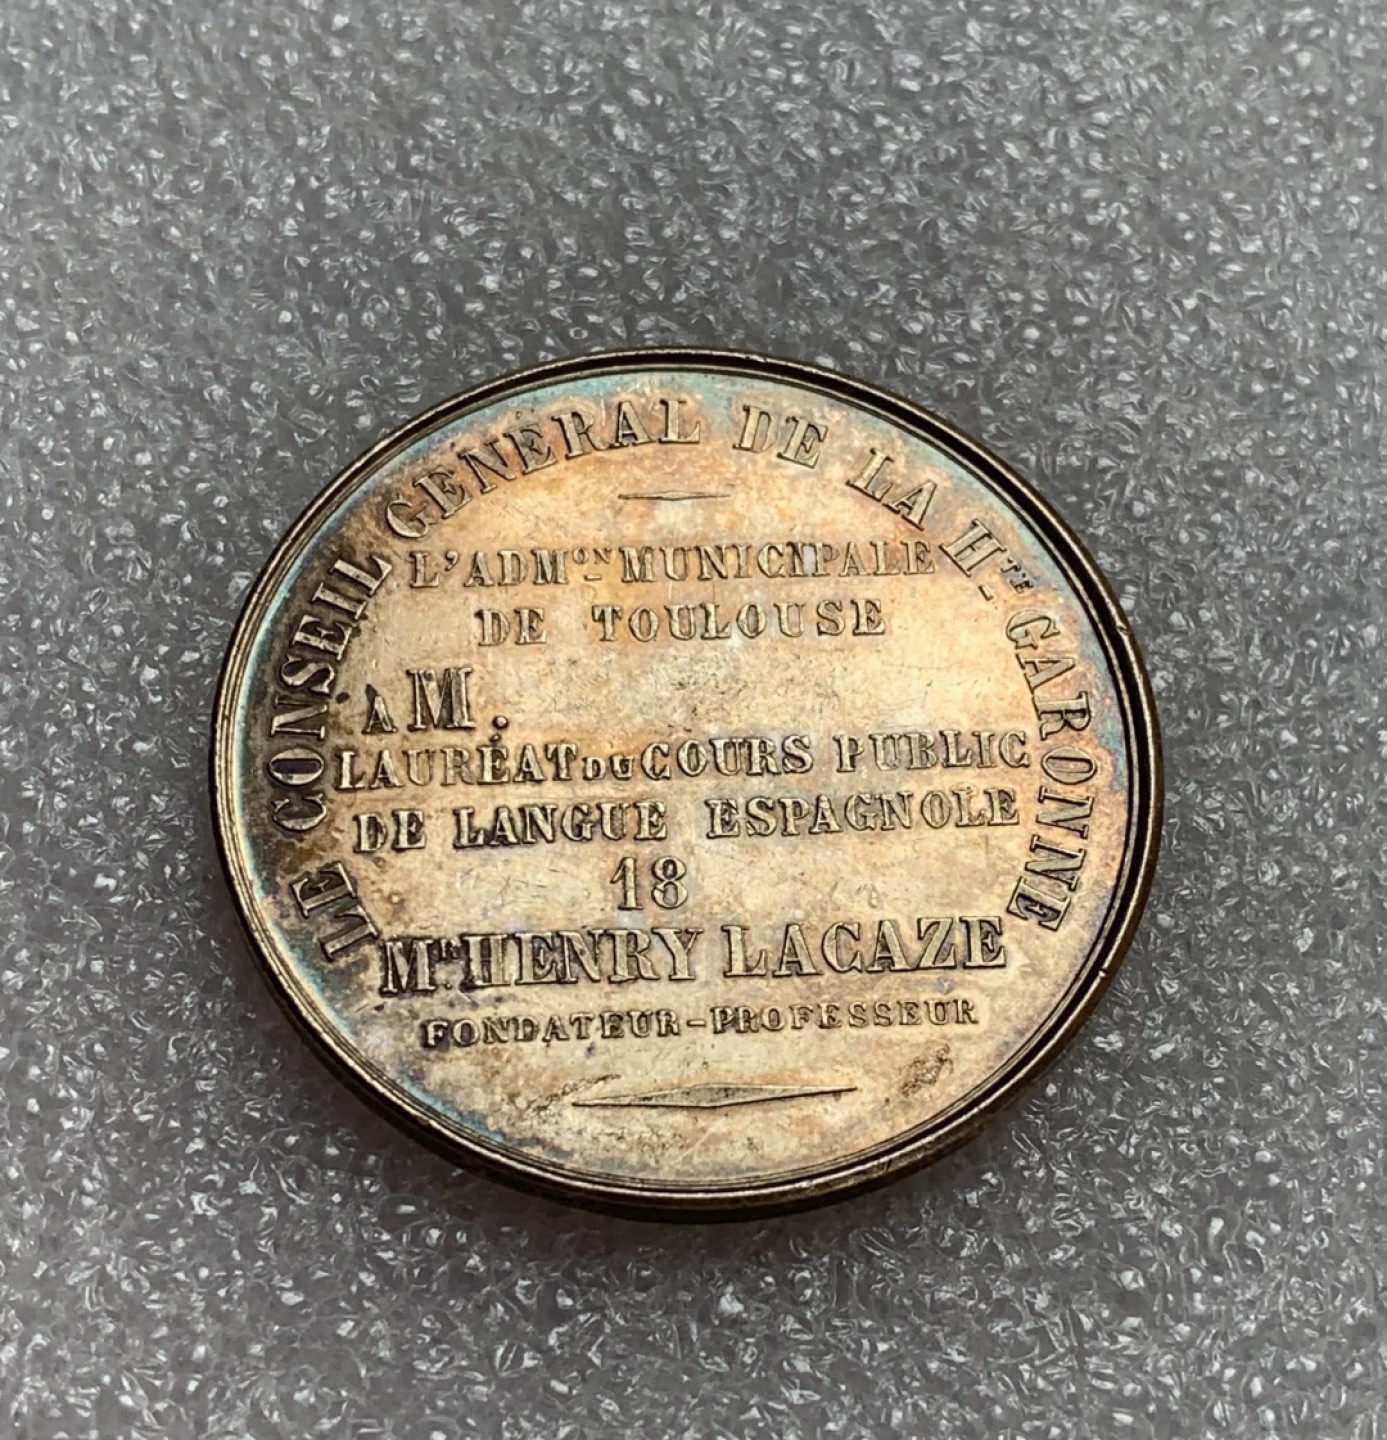 LE CONSEIL GÉNÉRAL DE LA HTE GARONNE
L'ADMON MUNICIPALE
DE TOULOUSE
A M.
LAURÉAT DU COURS PUBLIC
DE LANGUE ESPAGNOLE
18
MR. HENRY LACAZE
FONDATEUR-PROFESSEUR